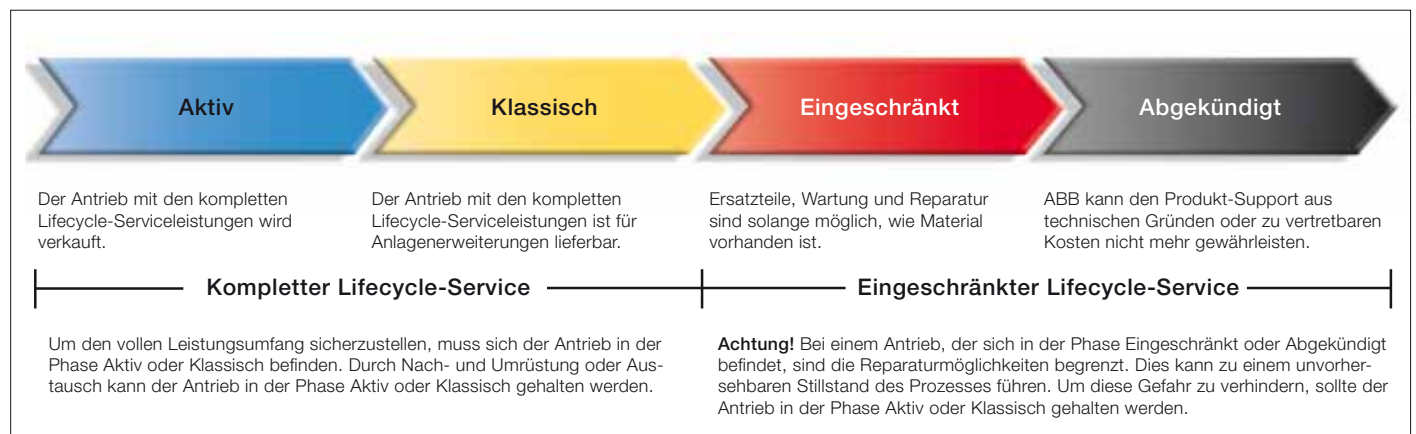 Aktiv
Klassisch
Eingeschränkt
Abgekündigt
Der Antrieb mit den kompletten
Lifecycle-Serviceleistungen wird
verkauft.
Der Antrieb mit den kompletten
Lifecycle-Serviceleistungen ist für
Anlagenerweiterungen lieferbar.
Ersatzteile, Wartung und Reparatur
sind solange möglich, wie Material
vorhanden ist.
ABB kann den Produkt-Support aus
technischen Gründen oder zu vertretbaren
Kosten nicht mehr gewährleisten.
Kompletter Lifecycle-Service
Eingeschränkter Lifecycle-Service
Um den vollen Leistungsumfang sicherzustellen, muss sich der Antrieb in der
Phase Aktiv oder Klassisch befinden. Durch Nach- und Umrüstung oder Aus-
tausch kann der Antrieb in der Phase Aktiv oder Klassisch gehalten werden.
Achtung! Bei einem Antrieb, der sich in der Phase Eingeschränkt oder Abgekündigt
befindet, sind die Reparaturmöglichkeiten begrenzt. Dies kann zu einem unvorher-
sehbaren Stillstand des Prozesses führen. Um diese Gefahr zu verhindern, sollte der
Antrieb in der Phase Aktiv oder Klassisch gehalten werden.